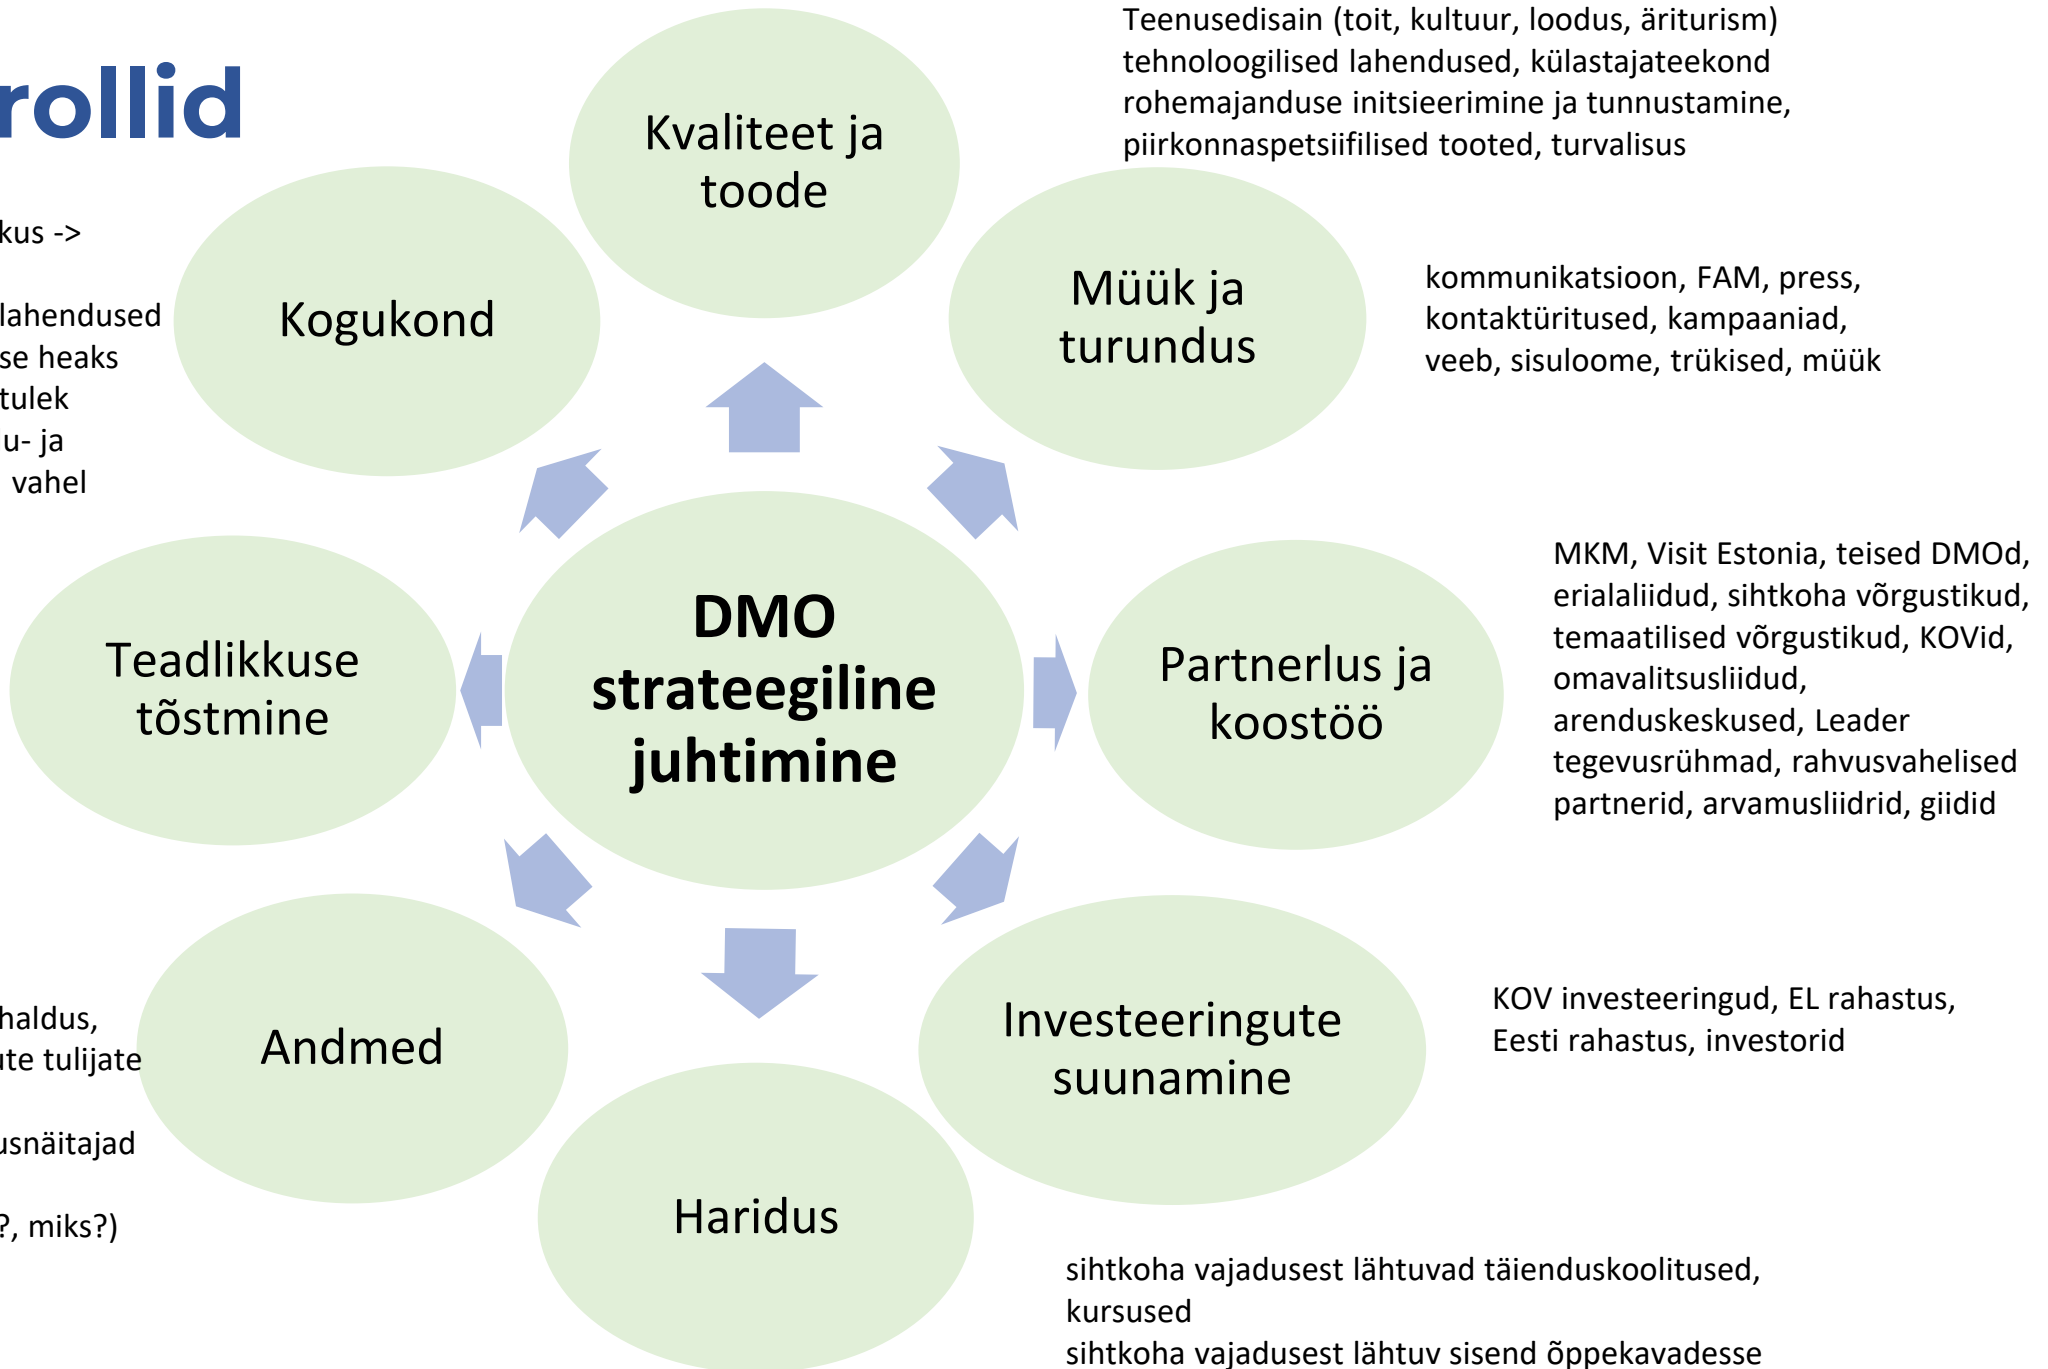 rollid
Teenusedisain (toit, kultuur, loodus, äriturism)
tehnoloogilised lahendused, külastajateekond
rohemajanduse initsieerimine ja tunnustamine,
piirkonnaspetsiifilised tooted, turvalisus
Kvaliteet ja
toode
kus ->
lahendused
se heaks
tulek
u- ja
vahel
Kogukond
Müük ja
turundus
kommunikatsioon, FAM, press,
kontaktüritused, kampaaniad,
veeb, sisuloome, trükised, müük
Teadlikkuse
tõstmine
DMO
strateegiline
juhtimine
Partnerlus ja
koostöö
MKM, Visit Estonia, teised DMOd,
erialaliidud, sihtkoha võrgustikud,
temaatilised võrgustikud, KOVid,
omavalitsusliidud,
arenduskeskused, Leader
tegevusrühmad, rahvusvahelised
partnerid, arvamusliidrid, giidid
haldus,
ute tulijate
usnäitajad
?, miks?)
Andmed
Investeeringute
suunamine
KOV investeeringud, EL rahastus,
Eesti rahastus, investorid
Haridus
sihtkoha vajadusest lähtuvad täienduskoolitused,
kursused
sihtkoha vajadusest lähtuv sisend õppekavadesse